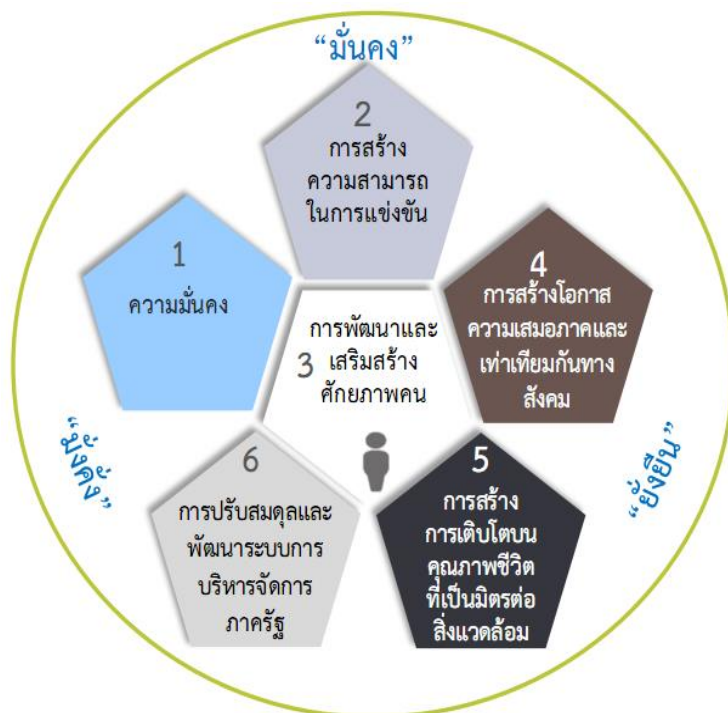 “มั่นคง”
2
การสร้าง
ความสามารถ
ในการแข่งขัน
1
ความมั่นคง
4
การสร้างโอกาส
ความเสมอภาคและ
เท่าเทียมกันทาง
สังคม
3
การพัฒนาและ
เสริมสร้าง
ศักยภาพคน
“มั่งคั่ง”
“ยั่งยืน”
6
การปรับสมดุลและ
พัฒนาระบบการ
บริหารจัดการ
ภาครัฐ
5
การสร้าง
การเติบโตบน
คุณภาพชีวิต
ที่เป็นมิตรต่อ
สิ่งแวดล้อม